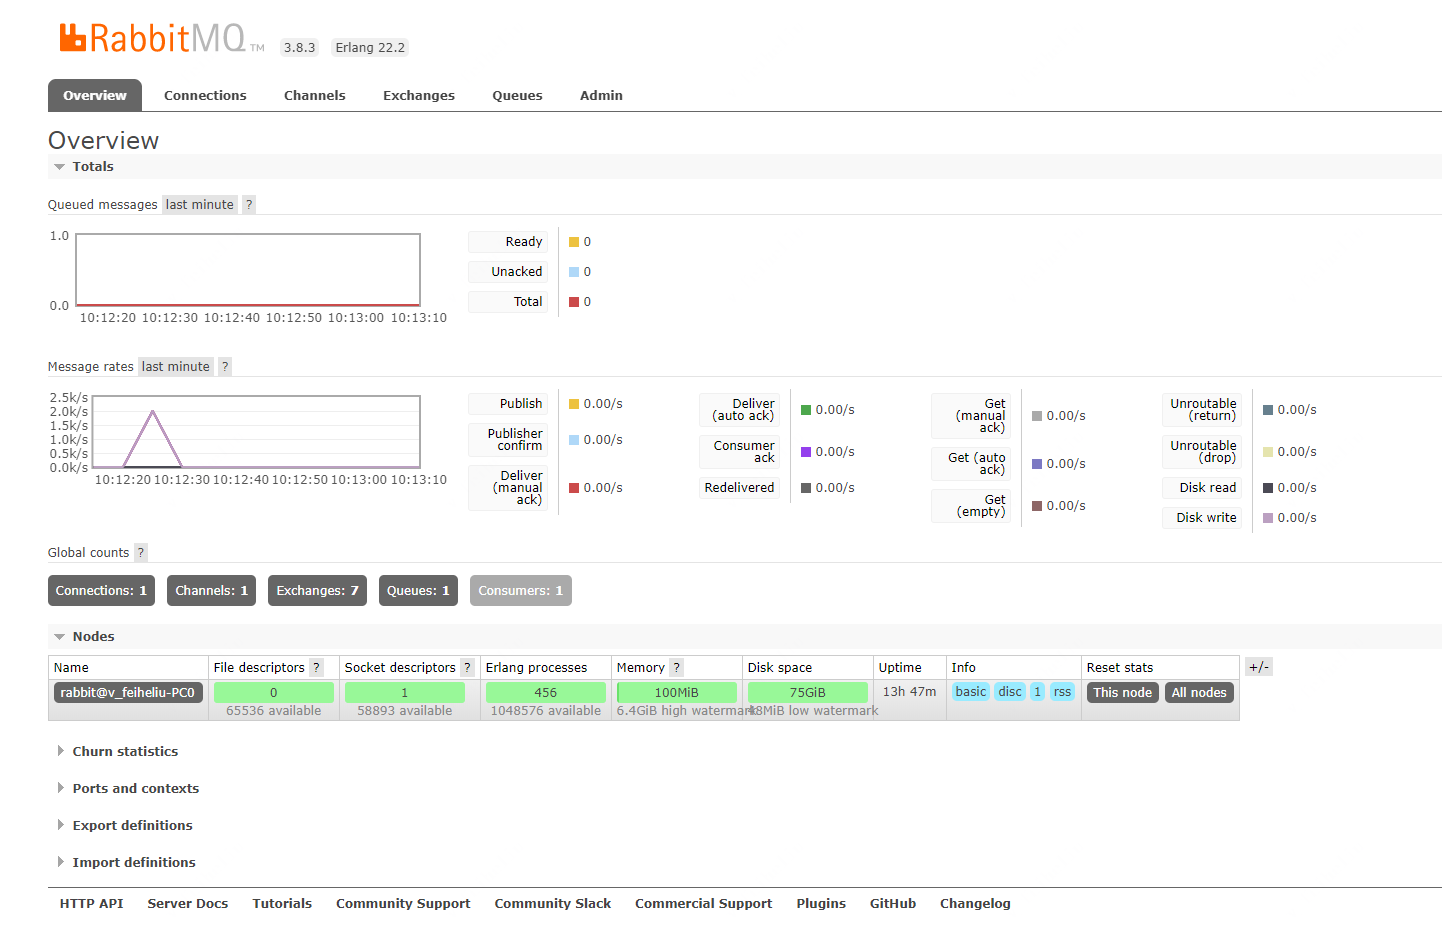 RabbitMQ TM 3.8.3 Erlang 22.2
Overview Connections Channels Exchanges Queues Admin
Overview
Totals
Queued messages last minute ?
1.0
0.0
10:12:20 10:12:30 10:12:40 10:12:50 10:13:00 10:13:10
Ready 0
Unacked 0
Total 0
Message rates last minute ?
2.5k/s
2.0k/s
1.5k/s
1.0k/s
0.5k/s
0.0k/s
10:12:20 10:12:30 10:12:40 10:12:50 10:13:00 10:13:10
Publish 0.00/s
Publisher
confirm 0.00/s
Deliver
(manual
ack) 0.00/s
Deliver
(auto ack) 0.00/s
Consumer
ack 0.00/s
Redelivered 0.00/s
Get
(manual
ack) 0.00/s
Get (auto
ack) 0.00/s
Get
(empty) 0.00/s
Unroutable
(return) 0.00/s
Unroutable
(drop) 0.00/s
Disk read 0.00/s
Disk write 0.00/s
Global counts ?
Connections: 1 Channels: 1 Exchanges: 7 Queues: 1 Consumers: 1
Nodes
Name File descriptors ? Socket descriptors ? Erlang processes Memory ? Disk space Uptime Info Reset stats +/-
rabbit@v_feiheliu-PC0 0 1 456 100MiB 75GiB 13h 47m basic disc 1 rss This node All nodes
65536 available 58893 available 1048576 available 6.4GiB high watermark 48MiB low watermark
Churn statistics
Ports and contexts
Export definitions
Import definitions
HTTP API Server Docs Tutorials Community Support Community Slack Commercial Support Plugins GitHub Changelog